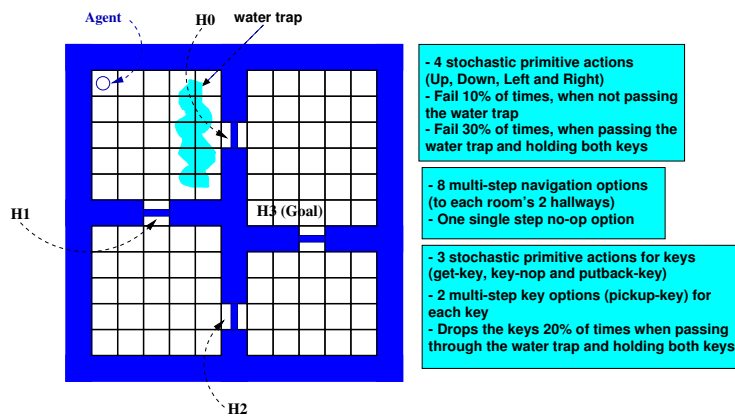 Agent
H0
water trap
H1
H3 (Goal)
H2
- 4 stochastic primitive actions
(Up, Down, Left and Right)
- Fail 10% of times, when not passing
the water trap
- Fail 30% of times, when passing the
water trap and holding both keys
- 8 multi-step navigation options
(to each room's 2 hallways)
- One single step no-op option
- 3 stochastic primitive actions for keys
(get-key, key-nop and putback-key)
- 2 multi-step key options (pickup-key) for
each key
- Drops the keys 20% of times when passing
through the water trap and holding both keys